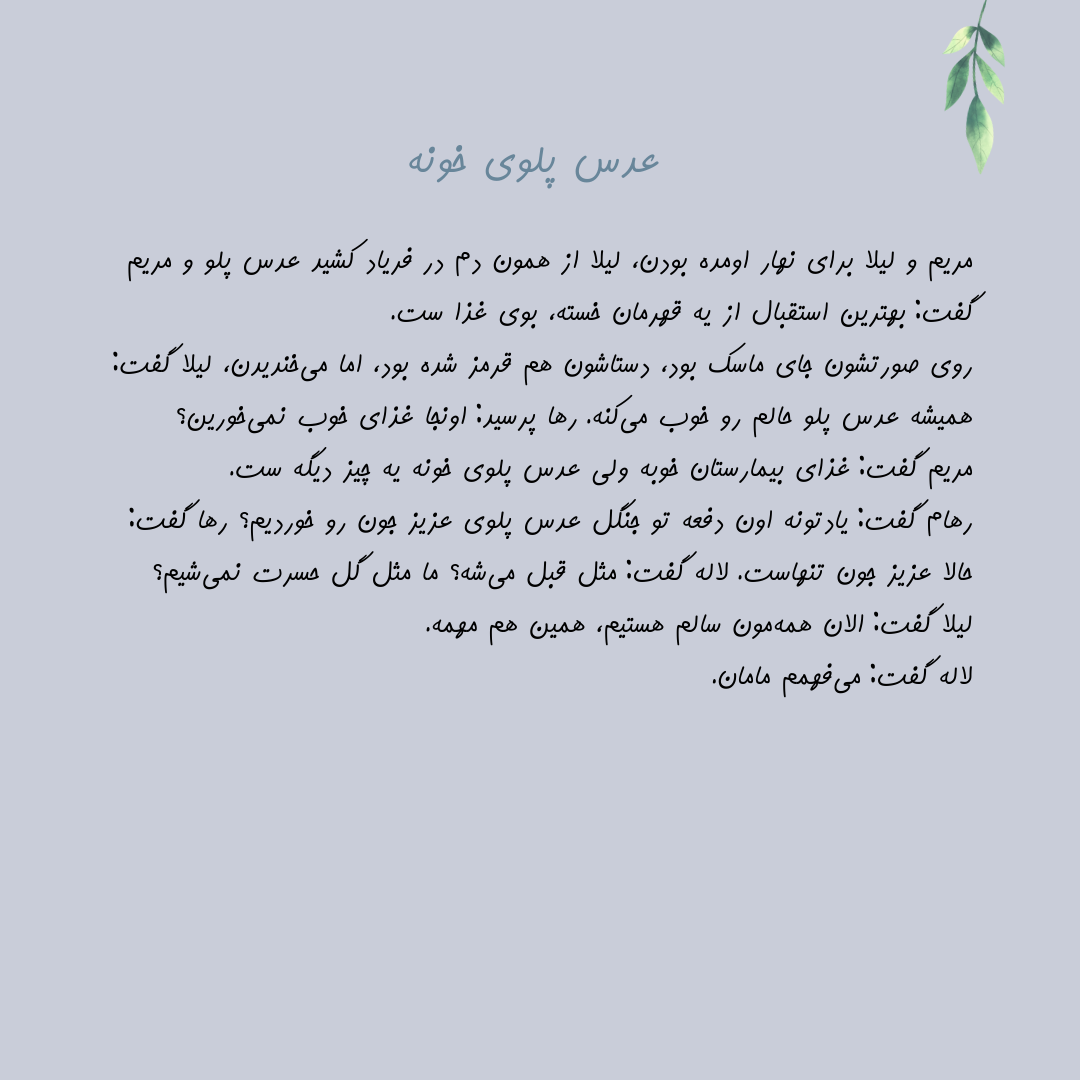 عدس پلوی خونه
مریم و لیلا برای نهار اومده بودن، لیلا از همون دم در فریاد کشید عدس پلو و مریم
گفت: بهترین استقبال از یه قهرمان خسته، بوی غذا ست.
روی صورتشون جای ماسک بود، دستاشون هم قرمز شده بود، اما می‌خندیدن، لیلا گفت:
همیشه عدس پلو حالم رو خوب می‌کنه. رها پرسید: اونجا غذای خوب نمی‌خورین؟
مریم گفت: غذای بیمارستان خوبه ولی عدس پلوی خونه یه چیز دیگه ست.
رهام گفت: یادتونه اون دفعه تو جنگل عدس پلوی عزیز جون رو خوردیم؟ رها گفت:
حالا عزیز جون تنهاست. لاله گفت: مثل قبل می‌شه؟ ما مثل گل حسرت نمی‌شیم؟
لیلا گفت: الان همه‌مون سالم هستیم، همین هم مهمه.
لاله گفت: می‌فهمم مامان.